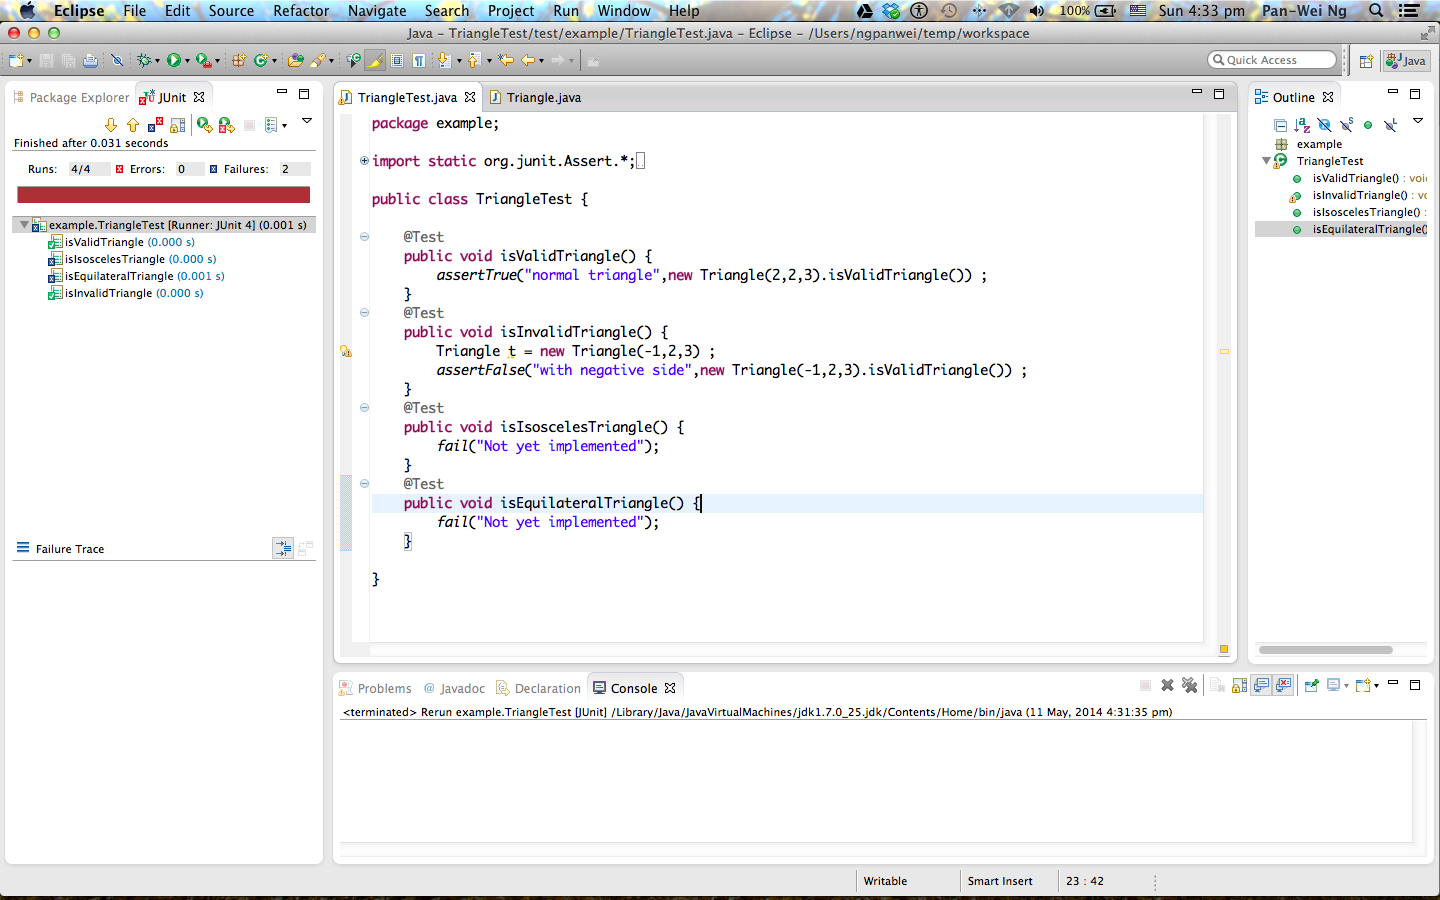 Eclipse File Edit Source Refactor Navigate Search Project Run Window Help 100% Sun 4:33 pm Pan-Wei Ng
Java – TriangleTest/test/example/TriangleTest.java – Eclipse – /Users/ngpanwei/temp/workspace
Quick Access Java
Package Explorer JUnit
Finished after 0.031 seconds
Runs: 4/4 Errors: 0 Failures: 2
example.TriangleTest [Runner: JUnit 4] (0.001 s)
isValidTriangle (0.000 s)
isIsoscelesTriangle (0.000 s)
isEquilateralTriangle (0.001 s)
isInvalidTriangle (0.000 s)
Failure Trace
TriangleTest.java Triangle.java
package example;
import static org.junit.Assert.*;
public class TriangleTest {
@Test
public void isValidTriangle() {
assertTrue("normal triangle",new Triangle(2,2,3).isValidTriangle()) ;
}
@Test
public void isInvalidTriangle() {
Triangle t = new Triangle(-1,2,3) ;
assertFalse("with negative side",new Triangle(-1,2,3).isValidTriangle()) ;
}
@Test
public void isIsoscelesTriangle() {
fail("Not yet implemented");
}
@Test
public void isEquilateralTriangle() {
fail("Not yet implemented");
}
}
Outline
example
TriangleTest
isValidTriangle() : void
isInvalidTriangle() : vo
isIsoscelesTriangle() :
isEquilateralTriangle()
Problems @ Javadoc Declaration Console
<terminated> Rerun example.TriangleTest [JUnit] /Library/Java/JavaVirtualMachines/jdk1.7.0_25.jdk/Contents/Home/bin/java (11 May, 2014 4:31:35 pm)
Writable Smart Insert 23 : 42